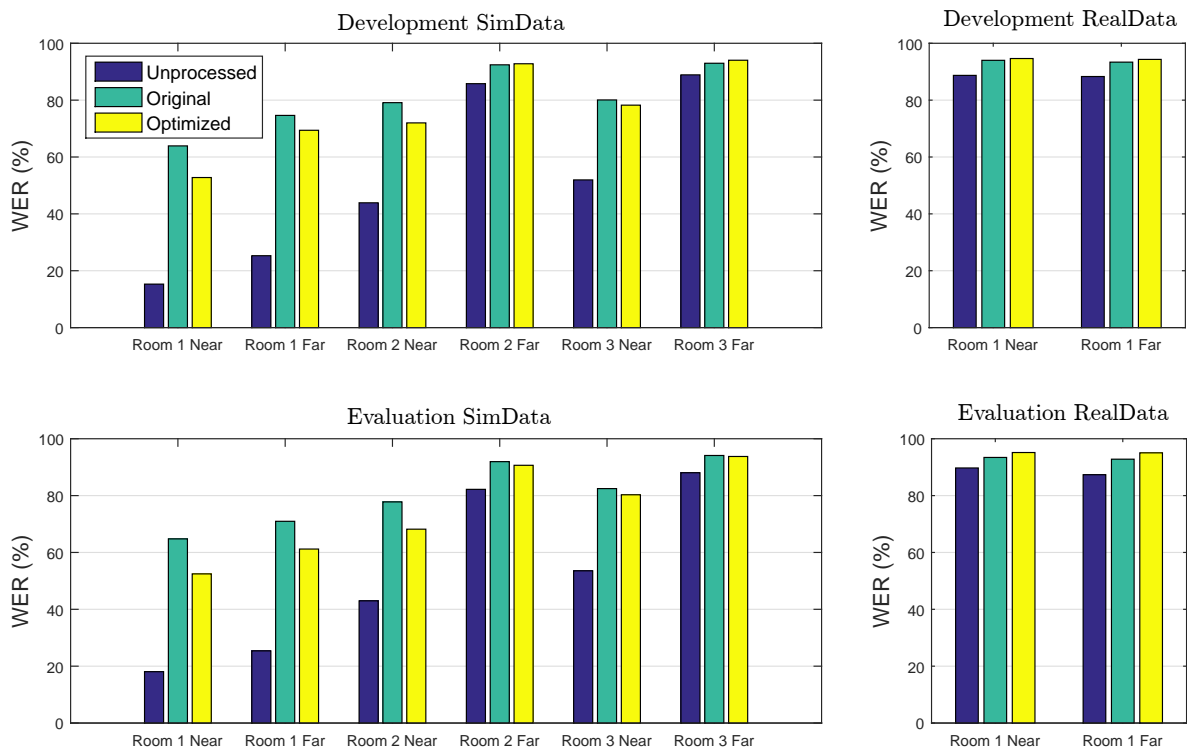 Development SimData
Unprocessed
Original
Optimized
WER (%)
100
80
60
40
20
0
Room 1 Near
Room 1 Far
Room 2 Near
Room 2 Far
Room 3 Near
Room 3 Far
Development RealData
WER (%)
100
80
60
40
20
0
Room 1 Near
Room 1 Far
Evaluation SimData
WER (%)
100
80
60
40
20
0
Room 1 Near
Room 1 Far
Room 2 Near
Room 2 Far
Room 3 Near
Room 3 Far
Evaluation RealData
WER (%)
100
80
60
40
20
0
Room 1 Near
Room 1 Far